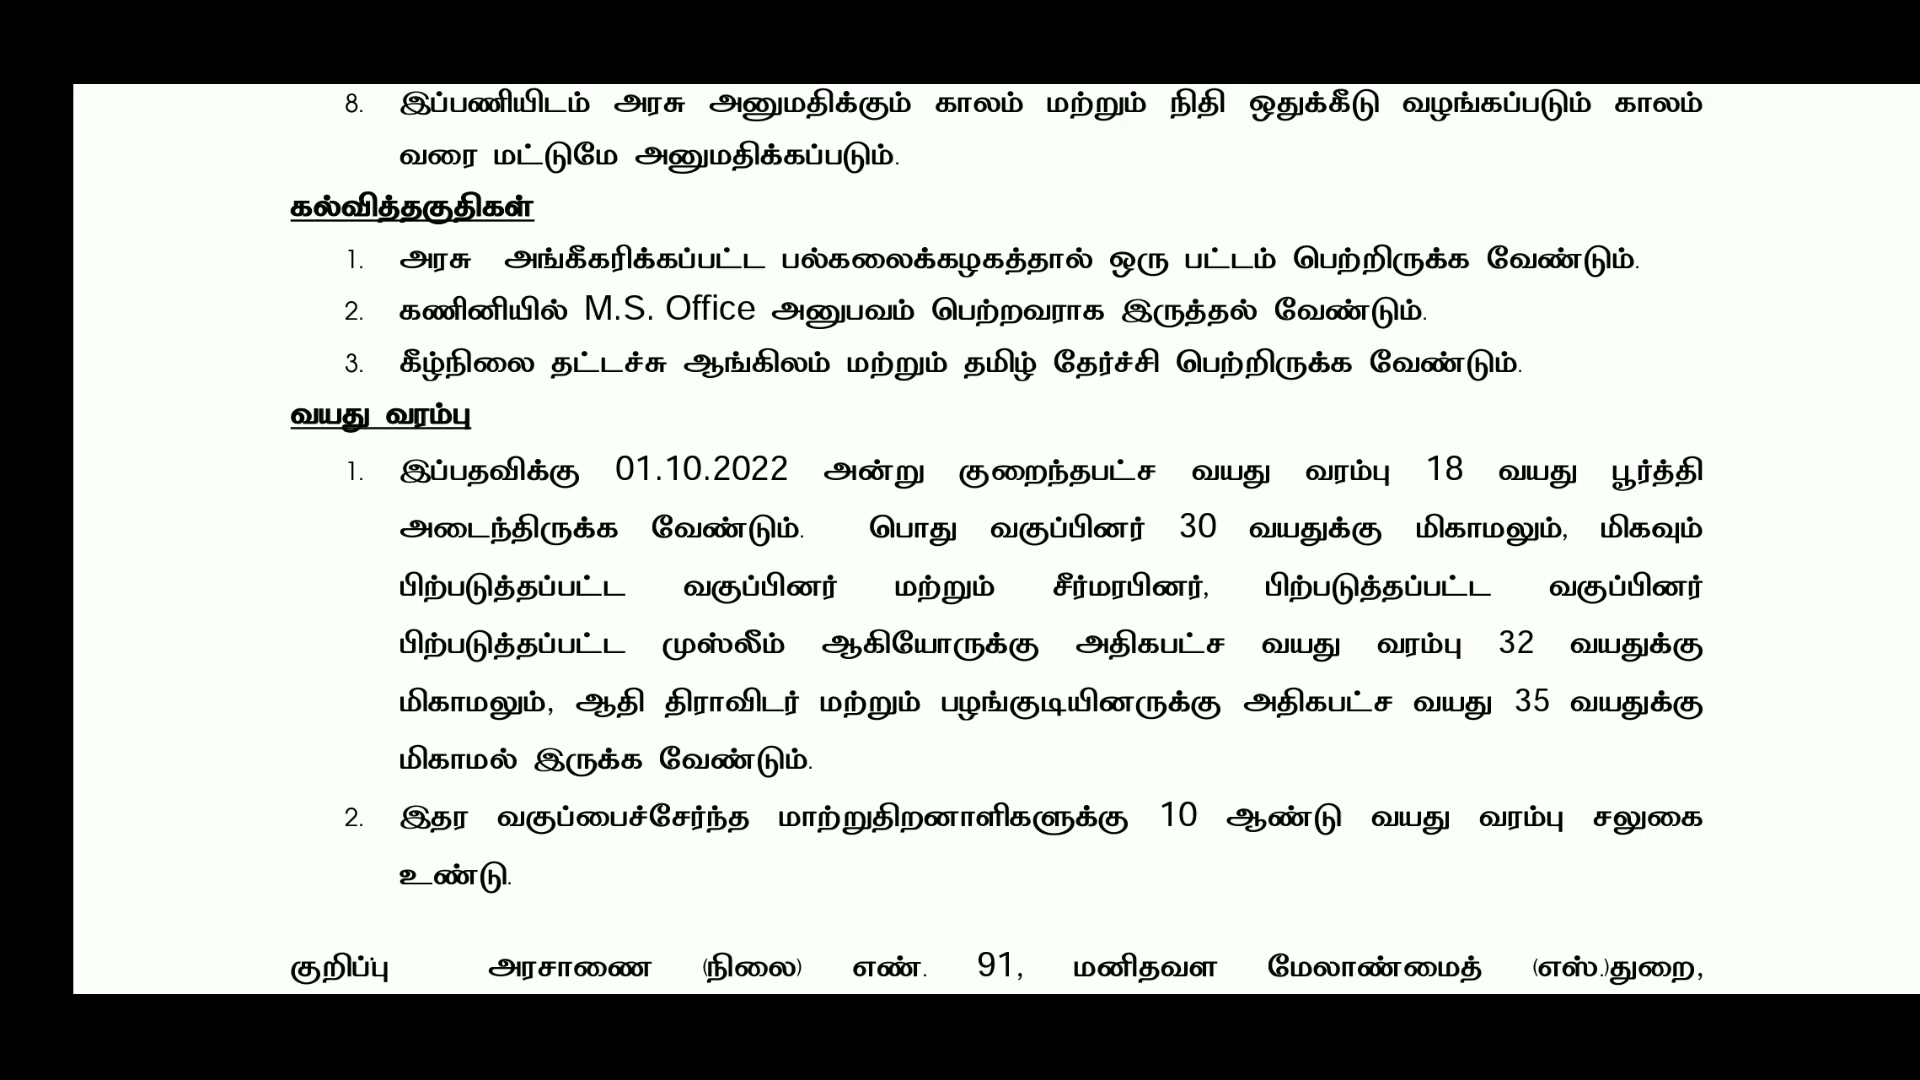 8. இப்பணியிடம் அரசு அனுமதிக்கும் காலம் மற்றும் நிதி ஒதுக்கீடு வழங்கப்படும் காலம்
வரை மட்டுமே அனுமதிக்கப்படும்.
கல்வித்தகுதிகள்
1. அரசு அங்கீகரிக்கப்பட்ட பல்கலைக்கழகத்தால் ஒரு பட்டம் பெற்றிருக்க வேண்டும்.
2. கணினியில் M.S. Office அனுபவம் பெற்றவராக இருத்தல் வேண்டும்.
3. கீழ்நிலை தட்டச்சு ஆங்கிலம் மற்றும் தமிழ் தேர்ச்சி பெற்றிருக்க வேண்டும்.
வயது வரம்பு
1. இப்பதவிக்கு 01.10.2022 அன்று குறைந்தபட்ச வயது வரம்பு 18 வயது பூர்த்தி
அடைந்திருக்க வேண்டும். பொது வகுப்பினர் 30 வயதுக்கு மிகாமலும், மிகவும்
பிற்படுத்தப்பட்ட வகுப்பினர் மற்றும் சீர்மரபினர், பிற்படுத்தப்பட்ட வகுப்பினர்
பிற்படுத்தப்பட்ட முஸ்லீம் ஆகியோருக்கு அதிகபட்ச வயது வரம்பு 32 வயதுக்கு
மிகாமலும், ஆதி திராவிடர் மற்றும் பழங்குடியினருக்கு அதிகபட்ச வயது 35 வயதுக்கு
மிகாமல் இருக்க வேண்டும்.
2. இதர வகுப்பைச்சேர்ந்த மாற்றுதிறனாளிகளுக்கு 10 ஆண்டு வயது வரம்பு சலுகை
உண்டு.
குறிப்பு அரசாணை (நிலை) எண். 91, மனிதவள மேலாண்மைத் (எஸ்.)துறை,